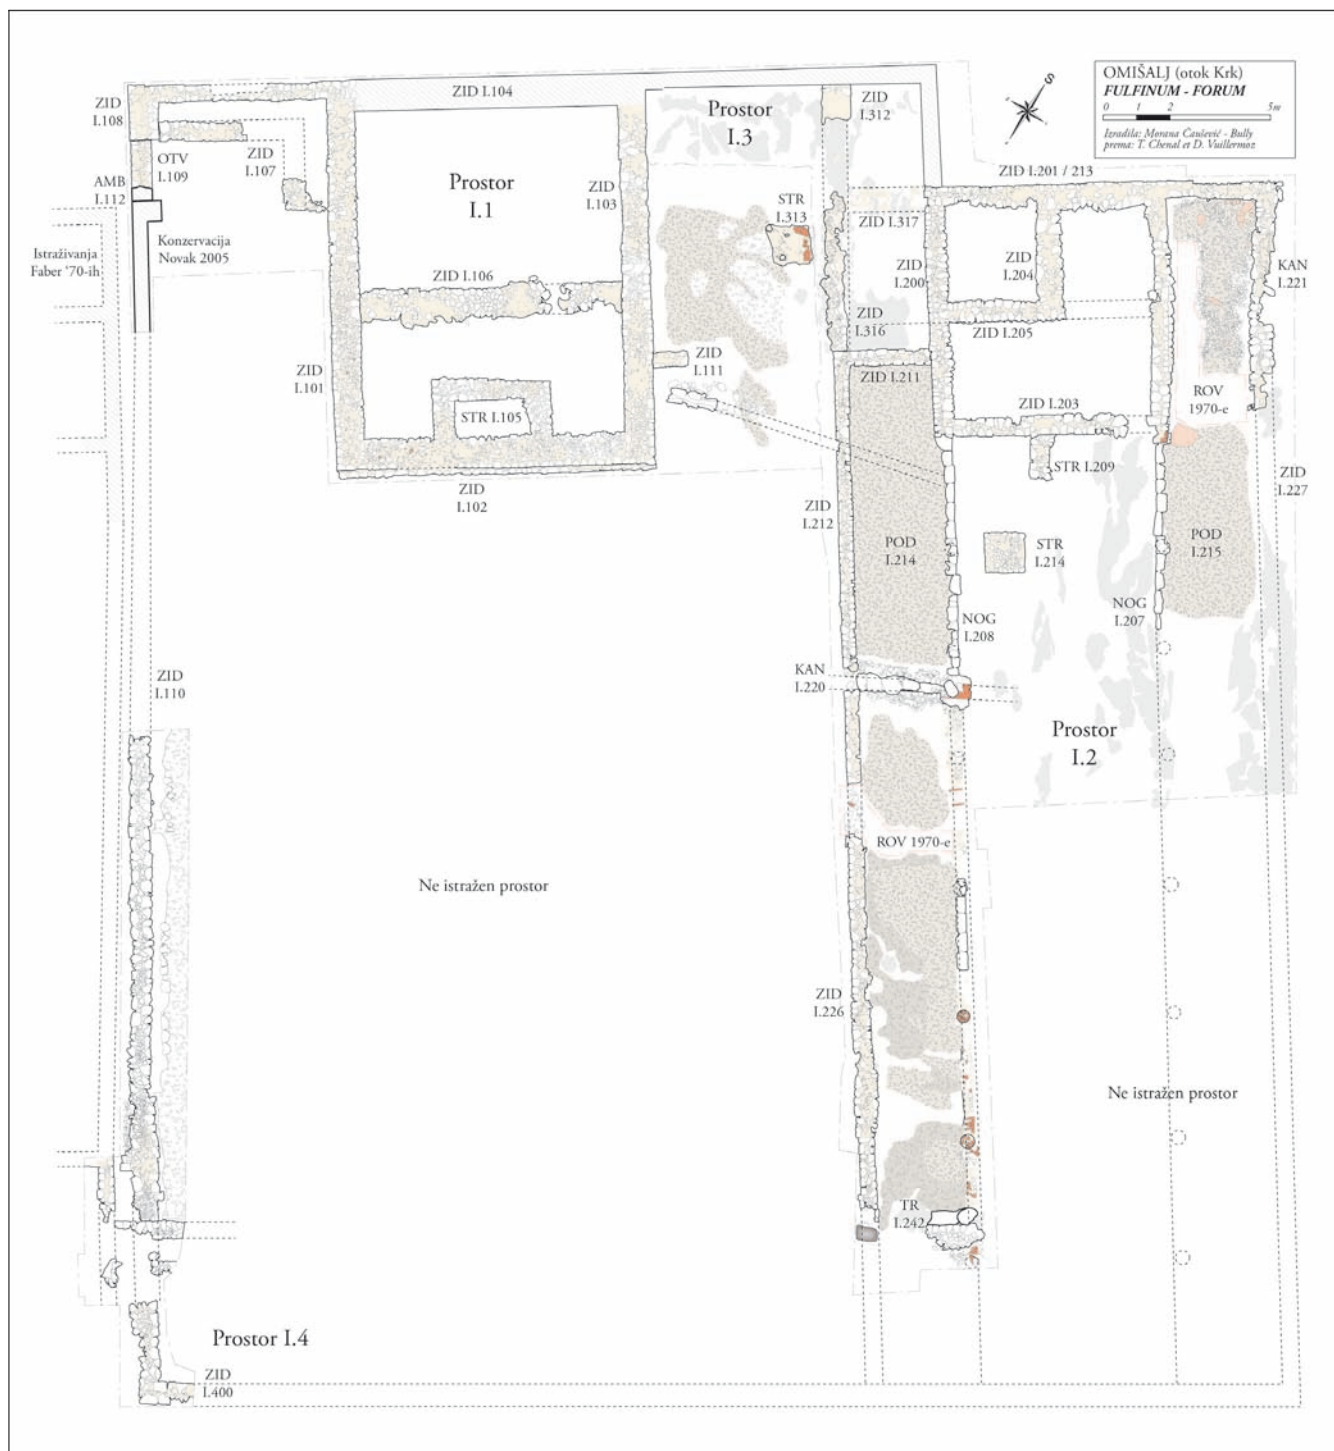 OMIŠALJ (otok Krk)
FULFINUM - FORUM
0 1 2 5m
Izradila: Morana Čaušević - Bully
prema: T. Chenal et D. Vuillermoz
S
ZID
I.108
ZID I.104
Prostor
I.3
ZID
I.312
OTV
I.109
ZID
I.107
AMB
I.112
Prostor
I.1
ZID
I.103
ZID I.201 / 213
STR
I.313
ZID I.317
Istraživanja
Faber '70-ih
Konzervacija
Novak 2005
ZID I.106
ZID
I.200
ZID
I.204
KAN
I.221
ZID
I.316
ZID I.205
ZID
I.101
ZID
I.111
ZID I.211
ROV
1970-e
STR I.105
ZID I.203
STR I.209
ZID
I.102
ZID
I.227
ZID
I.212
POD
I.214
STR
I.214
POD
I.215
NOG
I.208
NOG
I.207
ZID
I.110
KAN
I.220
Prostor
I.2
ROV 1970-e
Ne istražen prostor
ZID
I.226
Ne istražen prostor
TR
I.242
Prostor I.4
ZID
I.400